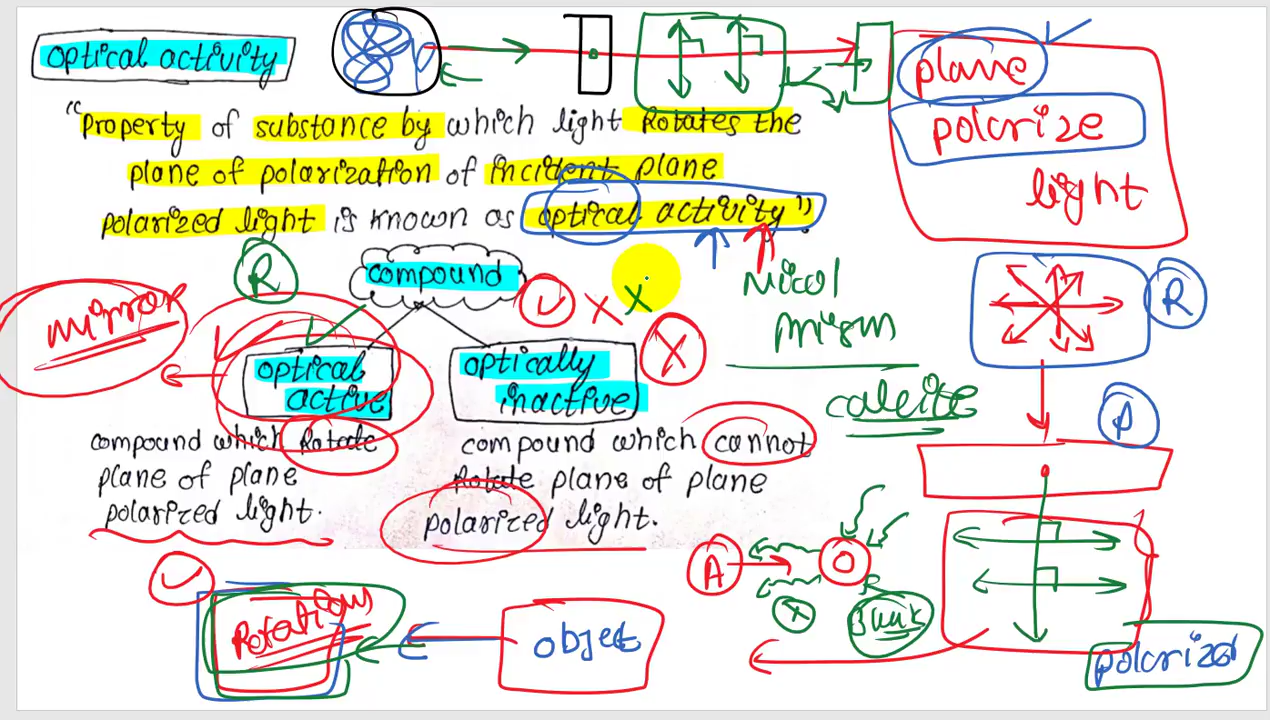 optical activity
"Property of substance by which light Rotates the
plane of polarization of incident plane
polarized light is known as optical activity".
plane
polarize
light
R
compound
mirror
Nicol
R
optical
active
optically
inactive
calcite
P
compound which Rotate
plane of plane
polarized light.
compound which cannot
Rotate plane of plane
polarized light.
A
Rotation
object
polarized